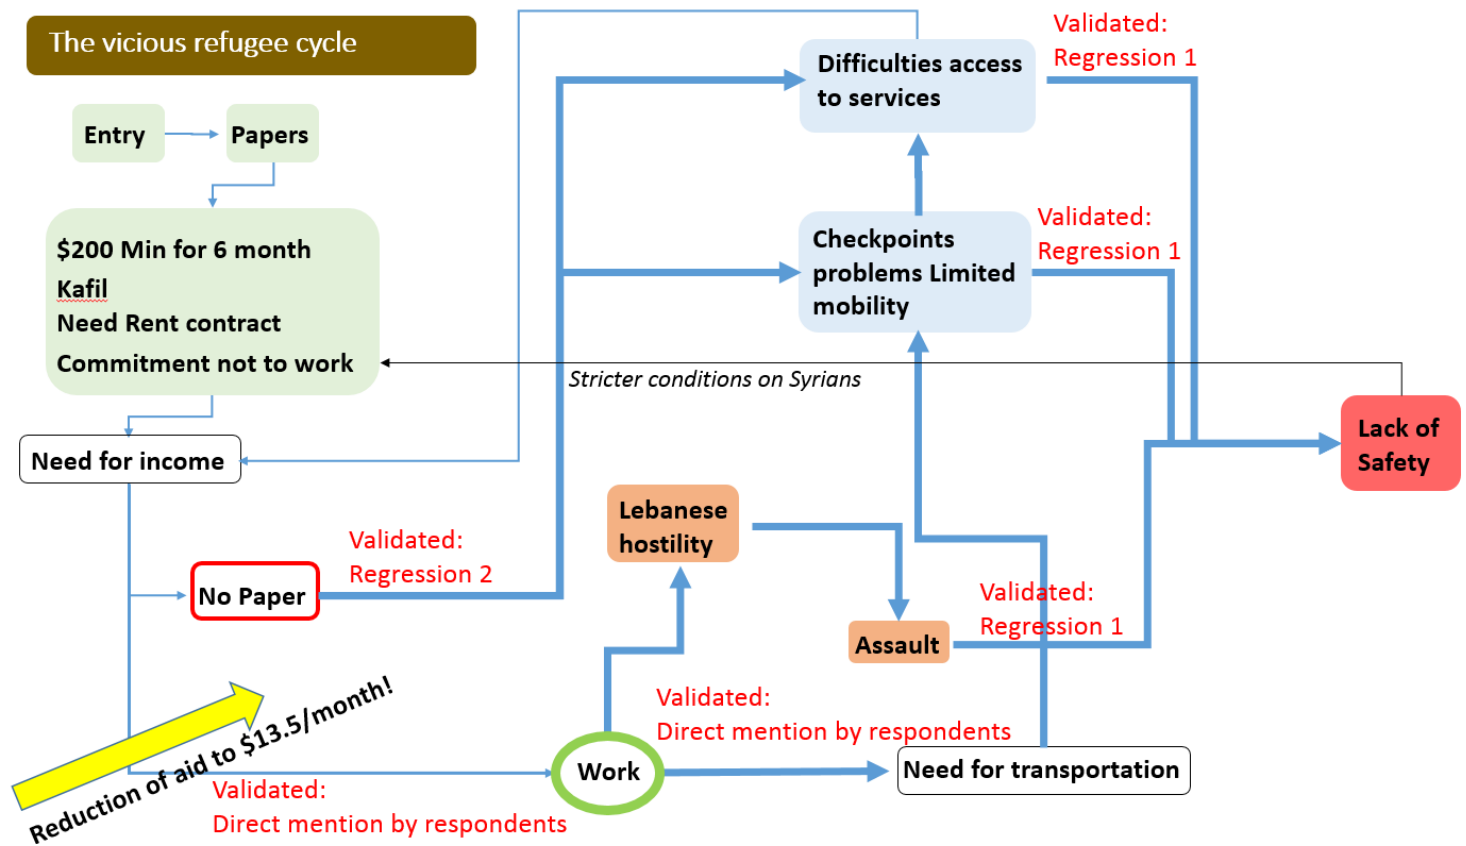 The vicious refugee cycle
Validated:
Regression 1
Difficulties access
to services
Entry
Papers
$200 Min for 6 month
Kafil
Need Rent contract
Commitment not to work
Validated:
Regression 1
Checkpoints
problems Limited
mobility
Stricter conditions on Syrians
Lack of
Safety
Need for income
Lebanese
hostility
Validated:
Regression 2
No Paper
Validated:
Regression 1
Assault
Reduction of aid to $13.5/month!
Validated:
Direct mention by respondents
Work
Need for transportation
Validated:
Direct mention by respondents